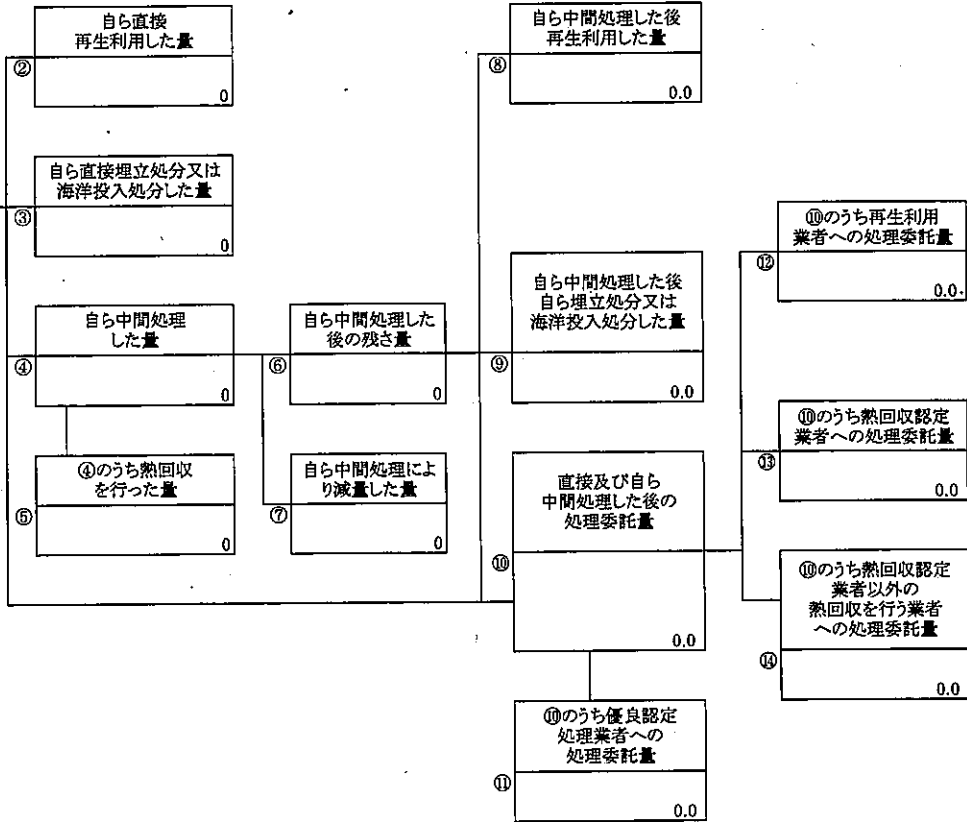 自ら直接
再生利用した量
②
0
自ら直接埋立処分又は
海洋投入処分した量
③
0
自ら中間処理
した量
④
0
④のうち熱回収
を行った量
⑤
0
自ら中間処理した
後の残さ量
⑥
0
自ら中間処理によ
り減量した量
⑦
0
自ら中間処理した後
再生利用した量
⑧
0.0
自ら中間処理した後
自ら埋立処分又は
海洋投入処分した量
⑨
0.0
直接及び自ら
中間処理した後の
処理委託量
⑩
0.0
⑩のうち優良認定
処理業者への
処理委託量
⑪
0.0
⑩のうち再生利用
業者への処理委託量
⑫
0.0
⑩のうち熱回収認定
業者への処理委託量
⑬
0.0
⑩のうち熱回収認定
業者以外の
熱回収を行う業者
への処理委託量
⑭
0.0